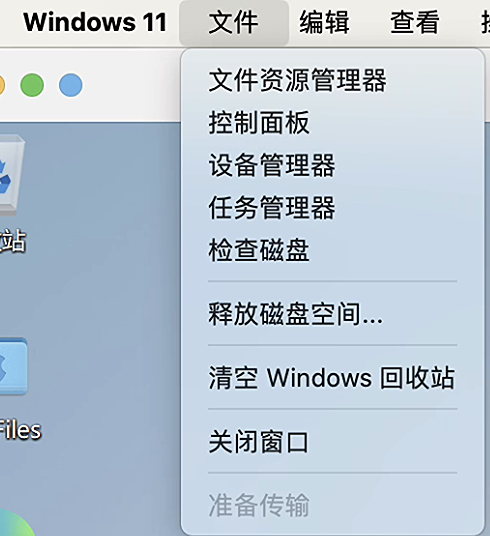 Windows 11 文件 编辑 查看
文件资源管理器
控制面板
设备管理器
任务管理器
检查磁盘
站
释放磁盘空间...
清空 Windows 回收站
Files
关闭窗口
准备传输